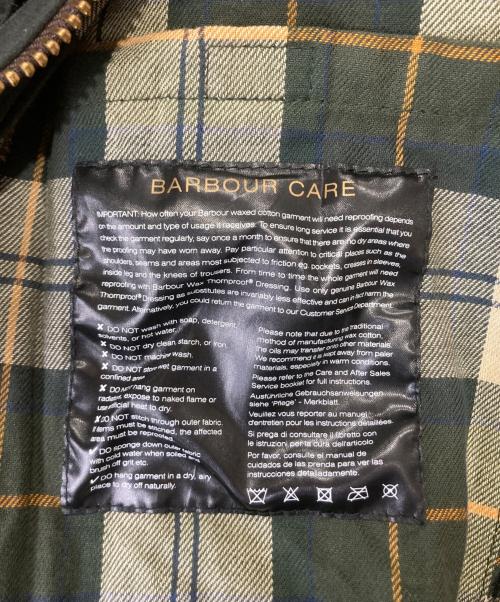 BARBOUR CARE
IMPORTANT: How often your Barbour waxed cotton garment will need reproofing depends
on the amount and type of usage it receives. To ensure long service it is essential that you
check the garment regularly, say once a month to ensure that there are no dry areas where
the proofing may have worn away. Pay particular attention to critical places such as the
shoulders, seams and areas most subjected to friction eg. pockets, creases in sleeves,
inside leg and the knees of trousers. From time to time the whole garment will need
reproofing with Barbour Wax Thornproof® Dressing. Use only genuine Barbour Wax
Thornproof® Dressing as substitutes are invariably less effective and can in fact harm the
garment. Alternatively, you could return the garment to our Customer Service Department.
✘ DO NOT wash with soap, detergent,
solvents, or hot water.
✘ DO NOT dry clean, starch, or iron.
✘ DO NOT machine wash.
✘ DO NOT store wet garment in a
confined area.
✘ DO NOT hang garment on
radiator, expose to naked flame or
use artificial heat to dry.
✘ DO NOT stitch through outer fabric.
If items must be stitched, the affected
area must be reproofed.
✔ DO sponge down outer fabric
with cold water when soiled and
brush off grit etc.
✔ DO hang garment in a dry, airy
place to dry off naturally.
Please note that due to the traditional
method of manufacturing wax cotton,
the oils may transfer onto other materials.
We recommend it is kept away from paler
materials, especially in warm conditions.
Please refer to the Care and After Sales
Service booklet for full instructions.
Ausführliche Gebrauchsanweisungen
siehe 'Pflage' - Merkblatt.
Veuillez vous reporter au manuel
d'entretien pour les instructions détaillées.
Si prega di consultare il libretto con
le istruzioni per la cura dell'articolo
Por favor, consulte el manual de
cuidados de las prenda para ver las
instrucciones detalladas.